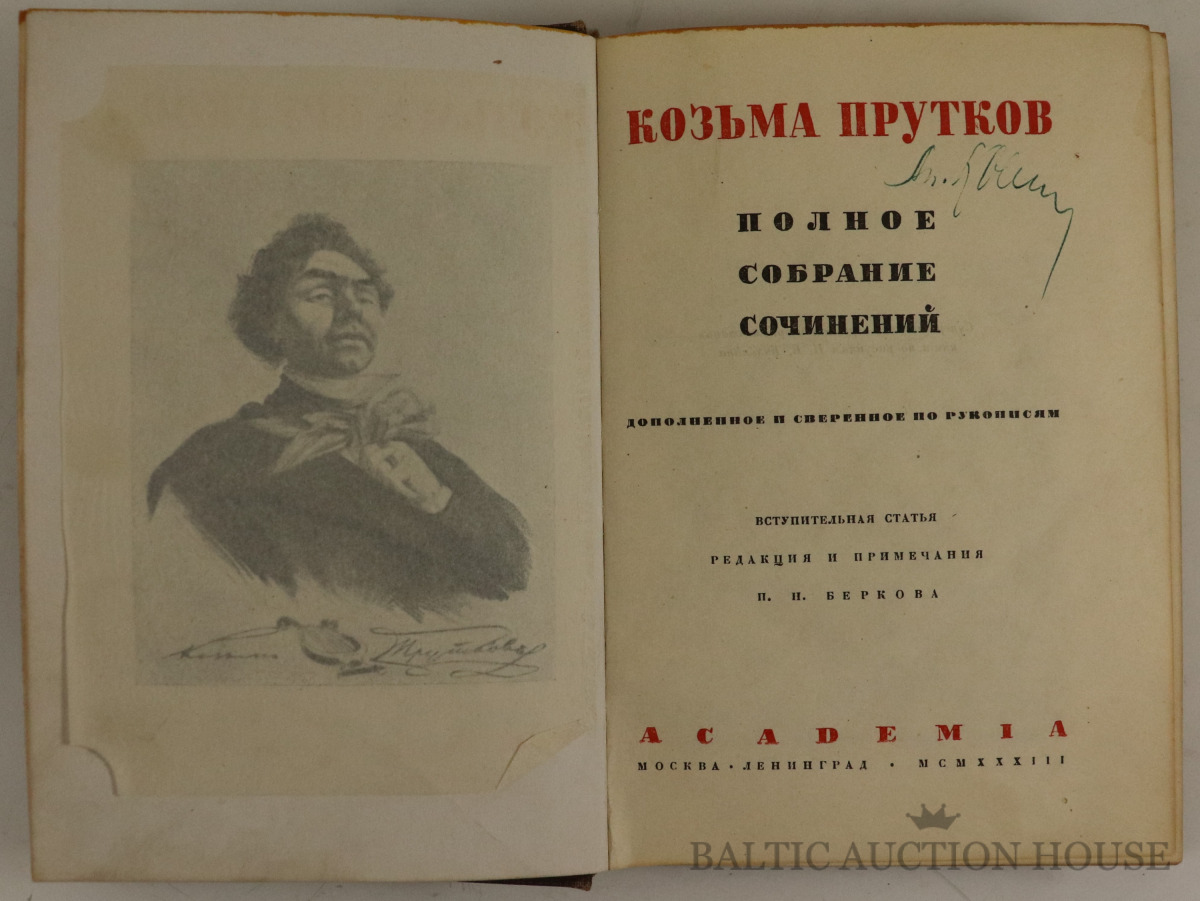 КОЗЬМА ПРУТКОВ
ПОЛНОЕ
СОБРАНИЕ
СОЧИНЕНИЙ
ДОПОЛНЕННОЕ И СВЕРЕННОЕ ПО РУКОПИСЯМ
ВСТУПИТЕЛЬНАЯ СТАТЬЯ
РЕДАКЦИЯ И ПРИМЕЧАНИЯ
П. Н. БЕРКОВА
ACADEMIA
МОСКВА • ЛЕНИНГРАД • MCMXXXIII
BALTIC AUCTION HOUSE